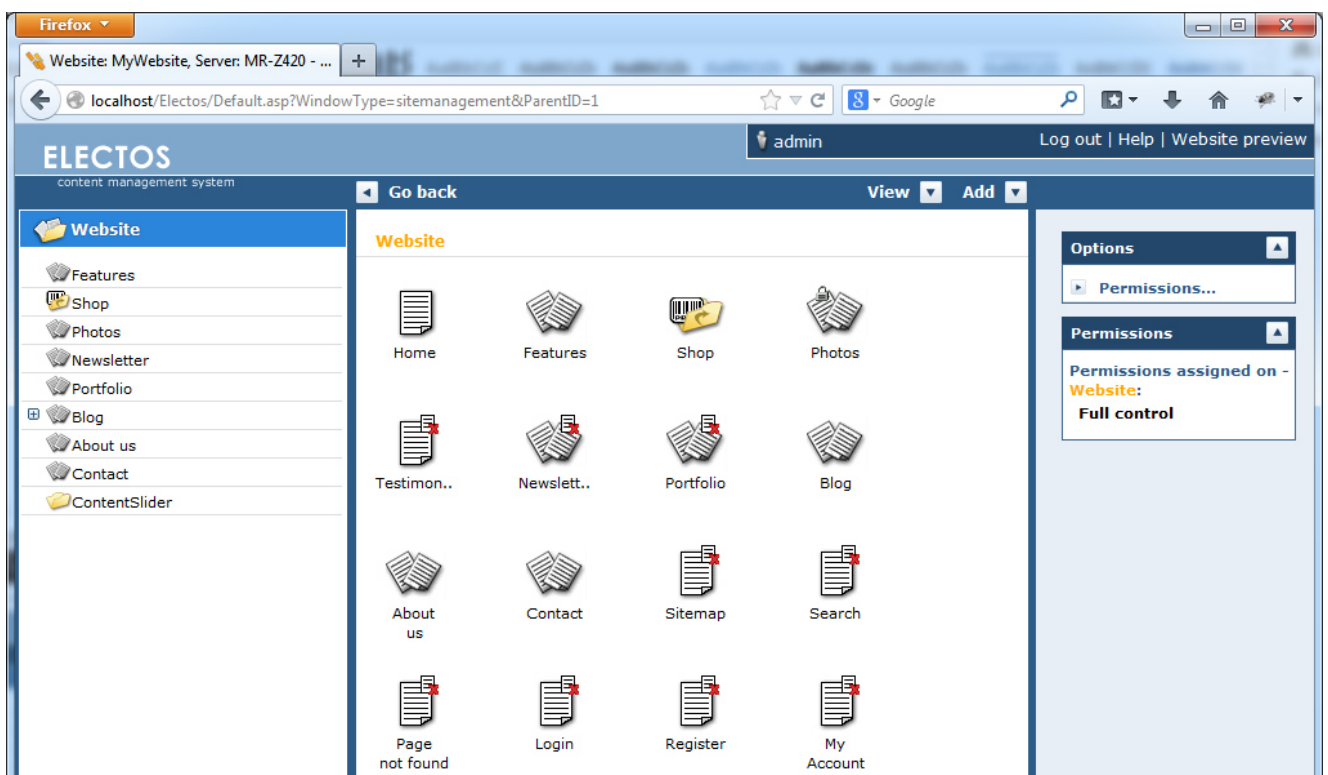 Firefox
Website: MyWebsite, Server: MR-Z420 - ...
localhost/Electos/Default.asp?WindowType=sitemanagement&ParentID=1
Google
admin
Log out | Help | Website preview
ELECTOS
content management system
Go back
View
Add
Website
Features
Shop
Photos
Newsletter
Portfolio
Blog
About us
Contact
ContentSlider
Website
Home
Features
Shop
Photos
Testimon..
Newslett..
Portfolio
Blog
About
us
Contact
Sitemap
Search
Page
not found
Login
Register
My
Account
Options
Permissions...
Permissions
Permissions assigned on -
Website:
Full control